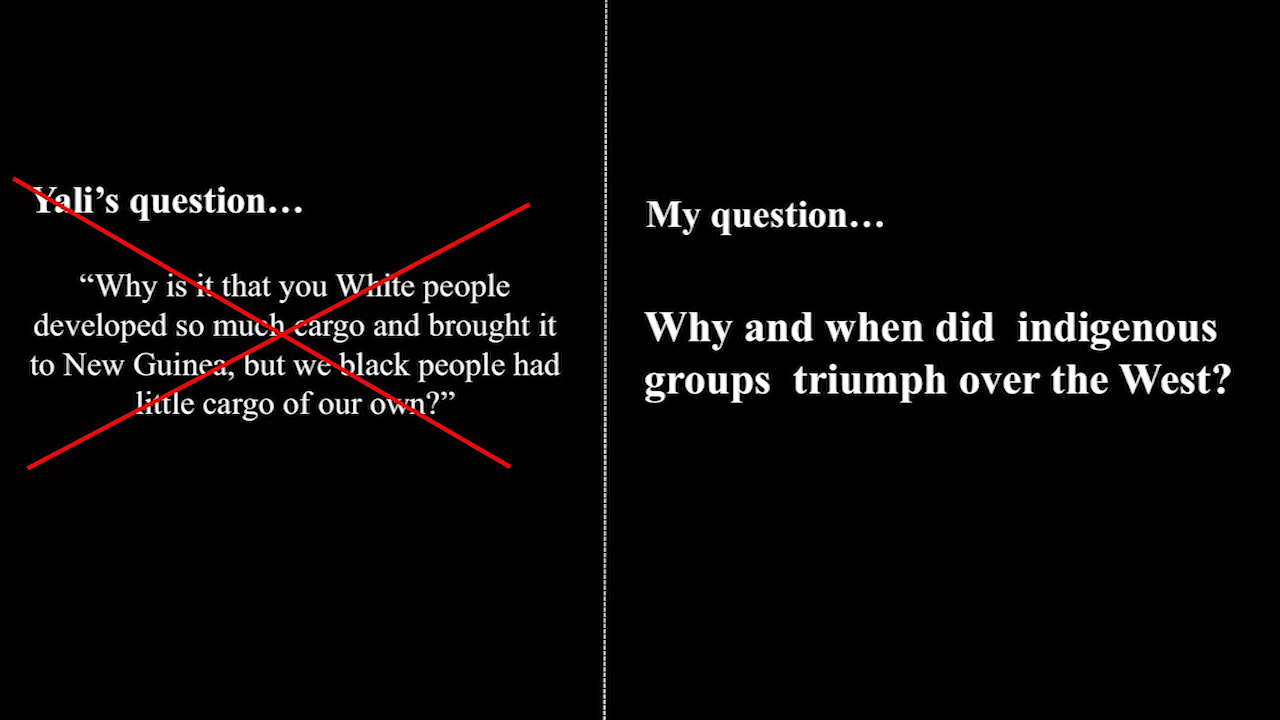 Yali’s question…
“Why is it that you White people
developed so much cargo and brought it
to New Guinea, but we black people had
little cargo of our own?”
My question…
Why and when did  indigenous
groups  triumph over the West?